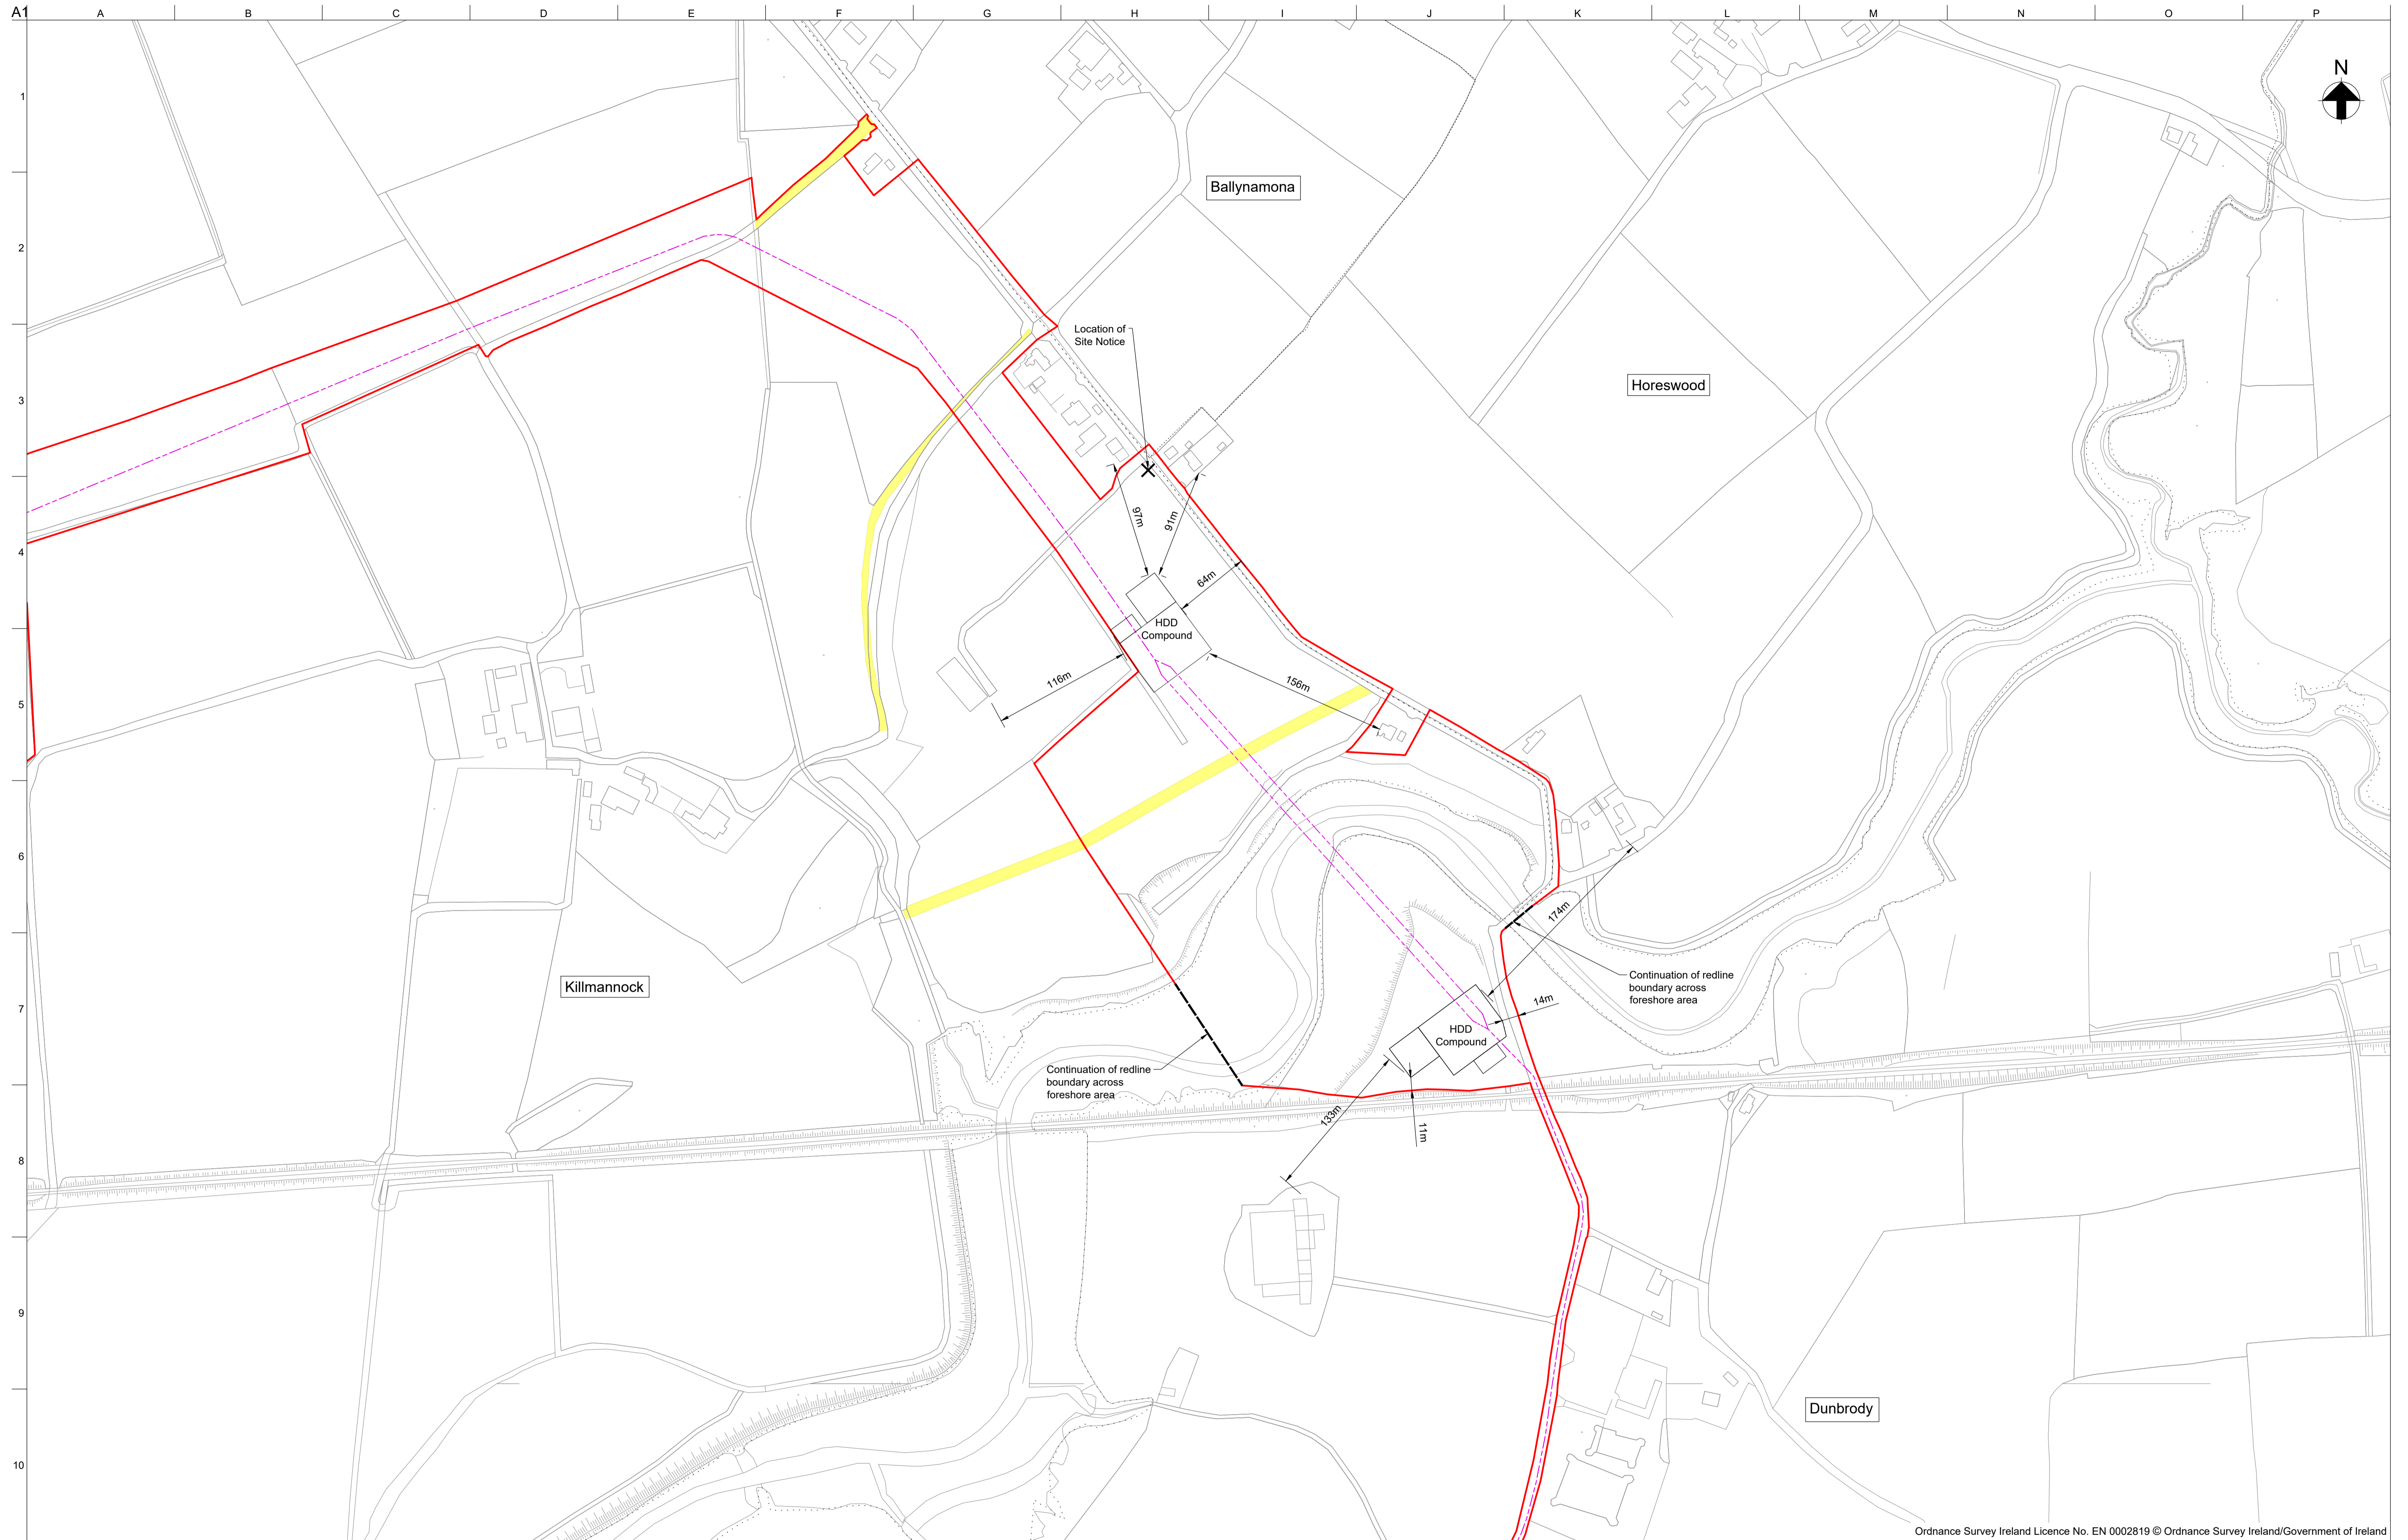 A1
A B C D E F G H I J K L M N O P
N
1
Ballynamona
2
Location of
Site Notice
Horeswood
3
97m
91m
4
64m
HDD
Compound
116m
156m
5
6
174m
Killmannock
Continuation of redline
boundary across
foreshore area
7
14m
HDD
Compound
Continuation of redline
boundary across
foreshore area
133m
11m
8
9
Dunbrody
10
Ordnance Survey Ireland Licence No. EN 0002819 © Ordnance Survey Ireland/Government of Ireland